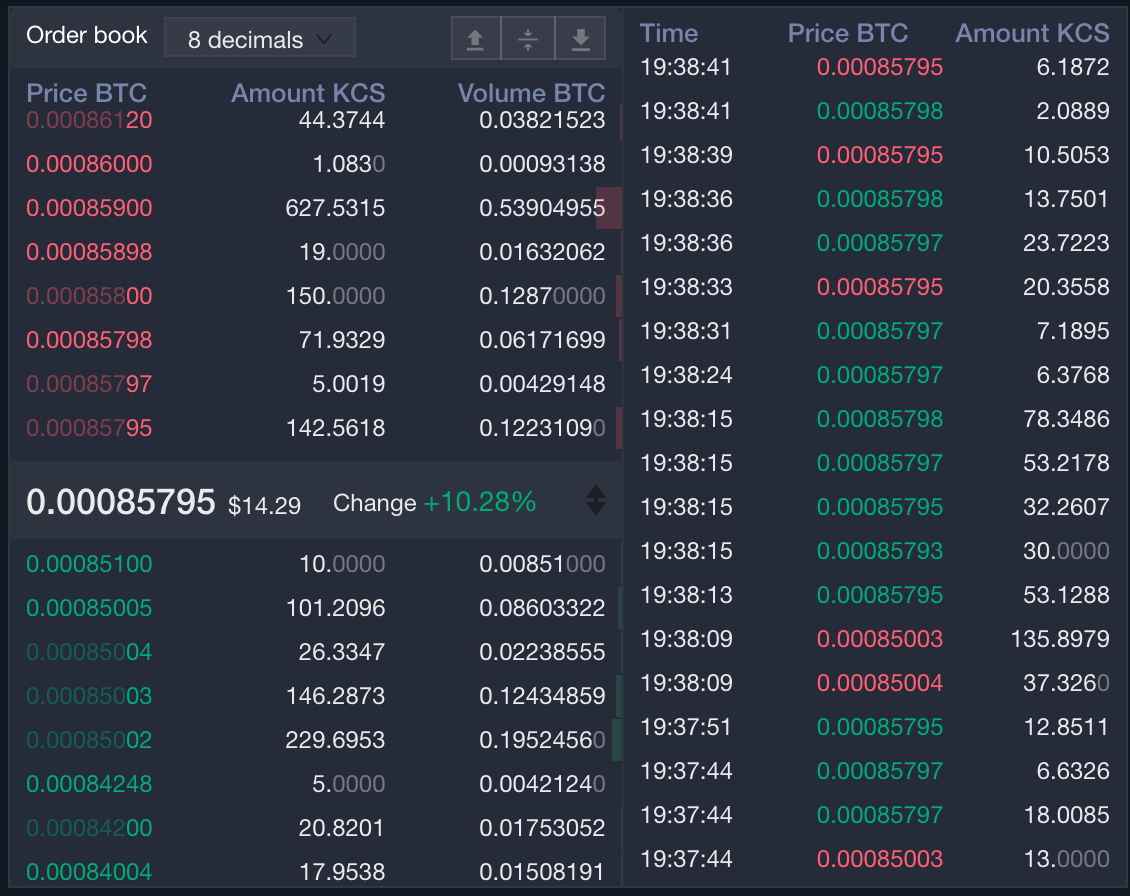 Order book 8 decimals
Price BTC Amount KCS Volume BTC
0.00086120 44.3744 0.03821523
0.00086000 1.0830 0.00093138
0.00085900 627.5315 0.53904955
0.00085898 19.0000 0.01632062
0.00085800 150.0000 0.12870000
0.00085798 71.9329 0.06171699
0.00085797 5.0019 0.00429148
0.00085795 142.5618 0.12231090
0.00085795 $14.29 Change +10.28%
0.00085100 10.0000 0.00851000
0.00085005 101.2096 0.08603322
0.00085004 26.3347 0.02238555
0.00085003 146.2873 0.12434859
0.00085002 229.6953 0.19524560
0.00084248 5.0000 0.00421240
0.00084200 20.8201 0.01753052
0.00084004 17.9538 0.01508191
Time Price BTC Amount KCS
19:38:41 0.00085795 6.1872
19:38:41 0.00085798 2.0889
19:38:39 0.00085795 10.5053
19:38:36 0.00085798 13.7501
19:38:36 0.00085797 23.7223
19:38:33 0.00085795 20.3558
19:38:31 0.00085797 7.1895
19:38:24 0.00085797 6.3768
19:38:15 0.00085798 78.3486
19:38:15 0.00085797 53.2178
19:38:15 0.00085795 32.2607
19:38:15 0.00085793 30.0000
19:38:13 0.00085795 53.1288
19:38:09 0.00085003 135.8979
19:38:09 0.00085004 37.3260
19:37:51 0.00085795 12.8511
19:37:44 0.00085797 6.6326
19:37:44 0.00085797 18.0085
19:37:44 0.00085003 13.0000